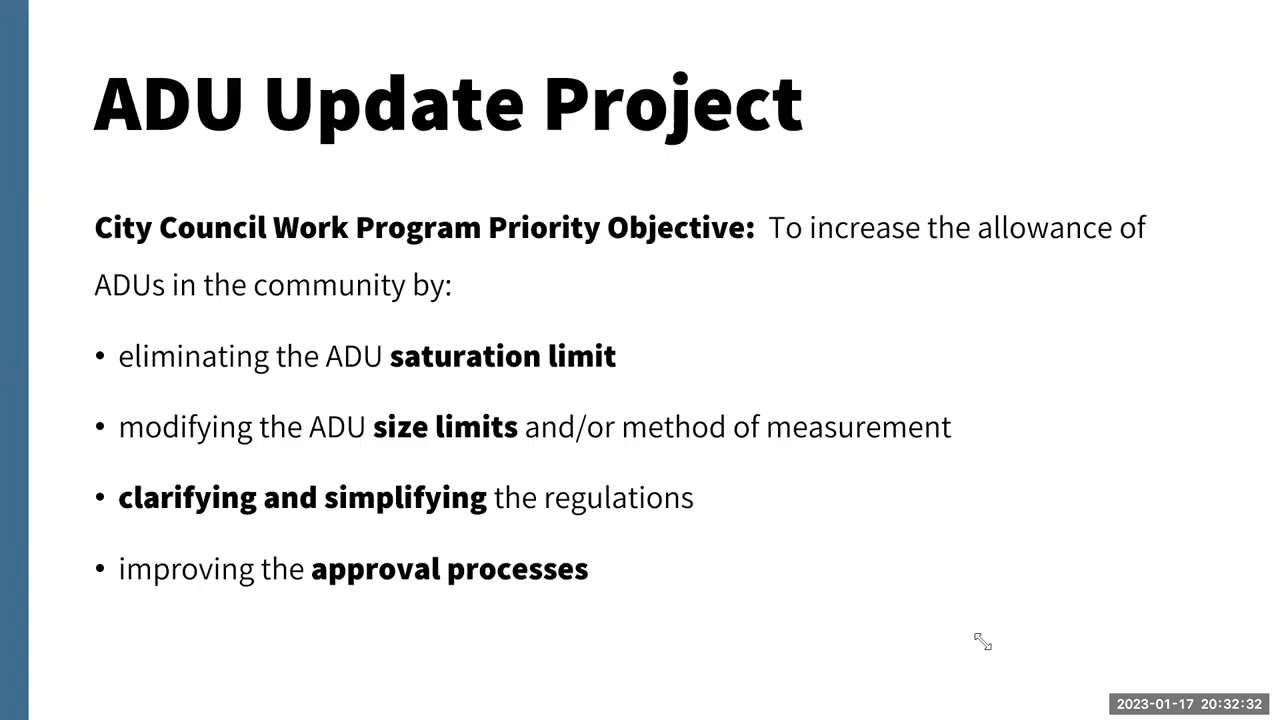 ADU Update Project
City Council Work Program Priority Objective: To increase the allowance of
ADUs in the community by:
• eliminating the ADU saturation limit
• modifying the ADU size limits and/or method of measurement
• clarifying and simplifying the regulations
• improving the approval processes
2023-01-17 20:32:32